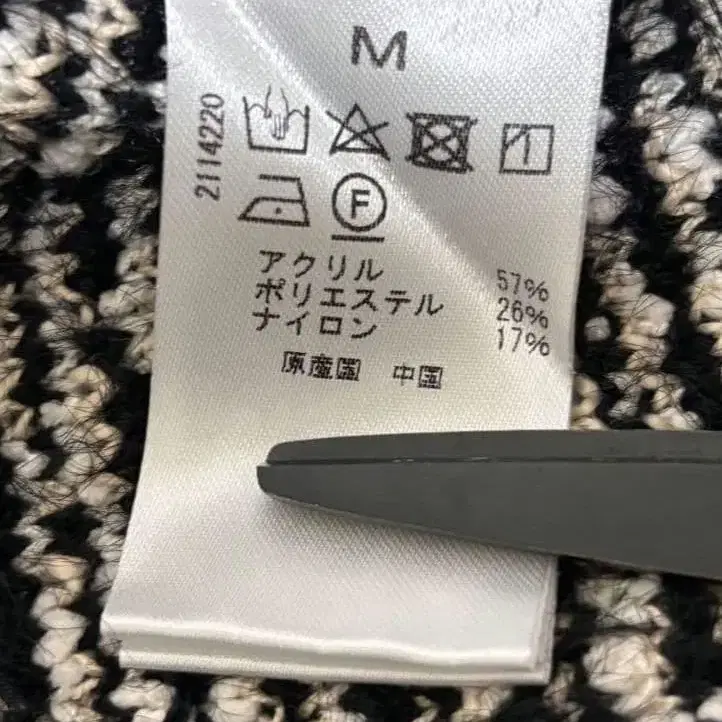 M
2114220
F
アクリル 57%
ポリエステル 26%
ナイロン 17%
原産国 中国